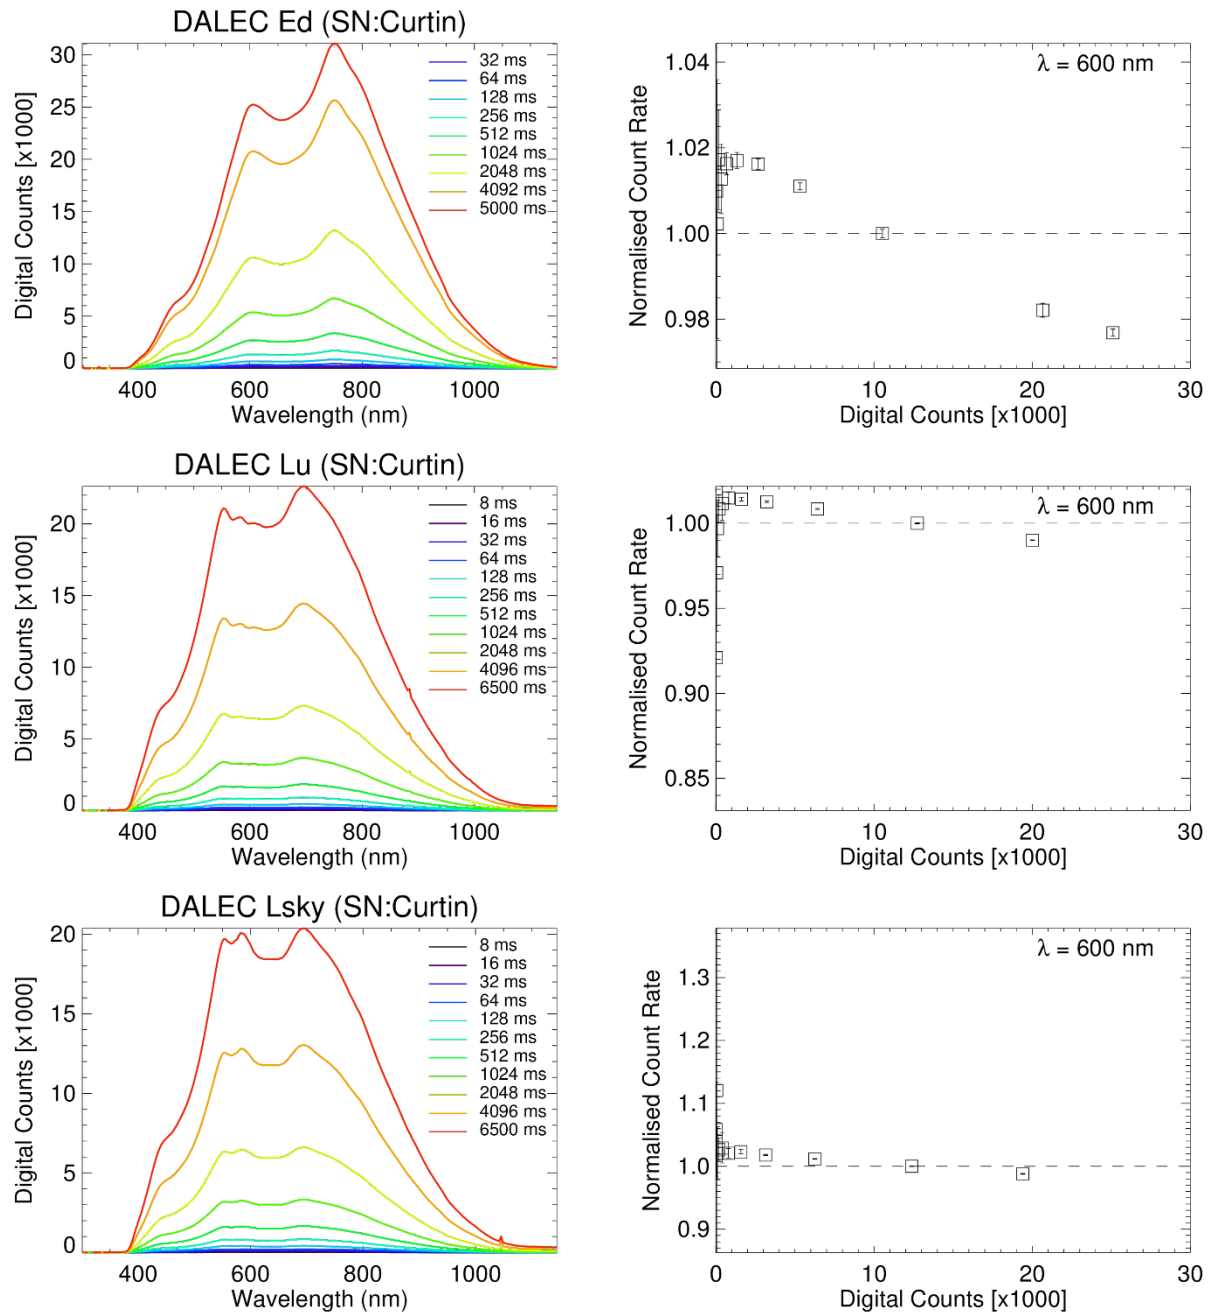 DALEC Ed (SN:Curtin)
Digital Counts [x1000]
30
25
20
15
10
5
0
32 ms
64 ms
128 ms
256 ms
512 ms
1024 ms
2048 ms
4092 ms
5000 ms
400 600 800 1000
Wavelength (nm)
Normalised Count Rate
1.04
1.02
1.00
0.98
λ = 600 nm
0 10 20 30
Digital Counts [x1000]
DALEC Lu (SN:Curtin)
Digital Counts [x1000]
20
15
10
5
0
8 ms
16 ms
32 ms
64 ms
128 ms
256 ms
512 ms
1024 ms
2048 ms
4096 ms
6500 ms
400 600 800 1000
Wavelength (nm)
Normalised Count Rate
1.00
0.95
0.90
0.85
λ = 600 nm
0 10 20 30
Digital Counts [x1000]
DALEC Lsky (SN:Curtin)
Digital Counts [x1000]
20
15
10
5
0
8 ms
16 ms
32 ms
64 ms
128 ms
256 ms
512 ms
1024 ms
2048 ms
4096 ms
6500 ms
400 600 800 1000
Wavelength (nm)
Normalised Count Rate
1.3
1.2
1.1
1.0
0.9
λ = 600 nm
0 10 20 30
Digital Counts [x1000]